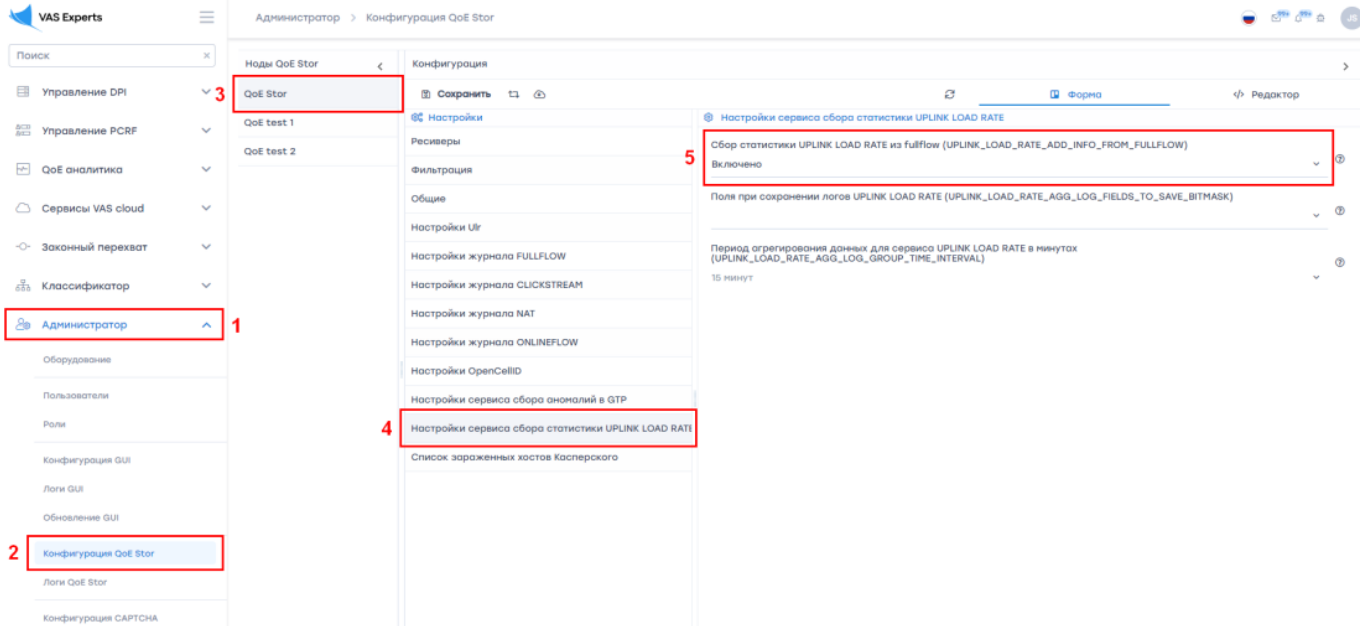 VAS Experts
Администратор > Конфигурация QoE Stor
99+
99+
JS
Поиск
Управление DPI
Управление PCRF
QoE аналитика
Сервисы VAS cloud
Законный перехват
Классификатор
Администратор
1
Оборудование
Пользователи
Роли
Конфигурация GUI
Логи GUI
Обновление GUI
2
Конфигурация QoE Stor
Логи QoE Stor
Конфигурация CAPTCHA
Ноды QoE Stor
3
QoE Stor
QoE test 1
QoE test 2
Конфигурация
Сохранить
Форма
</> Редактор
Настройки
Ресиверы
Фильтрация
Общие
Настройки Ulr
Настройки журнала FULLFLOW
Настройки журнала CLICKSTREAM
Настройки журнала NAT
Настройки журнала ONLINEFLOW
Настройки OpenCellID
Настройки сервиса сбора аномалий в GTP
4
Настройки сервиса сбора статистики UPLINK LOAD RATE
Список зараженных хостов Касперского
Настройки сервиса сбора статистики UPLINK LOAD RATE
5
Сбор статистики UPLINK LOAD RATE из fullflow (UPLINK_LOAD_RATE_ADD_INFO_FROM_FULLFLOW)
Включено
Поля при сохранении логов UPLINK LOAD RATE (UPLINK_LOAD_RATE_AGG_LOG_FIELDS_TO_SAVE_BITMASK)
Период агрегирования данных для сервиса UPLINK LOAD RATE в минутах
(UPLINK_LOAD_RATE_AGG_LOG_GROUP_TIME_INTERVAL)
15 минут